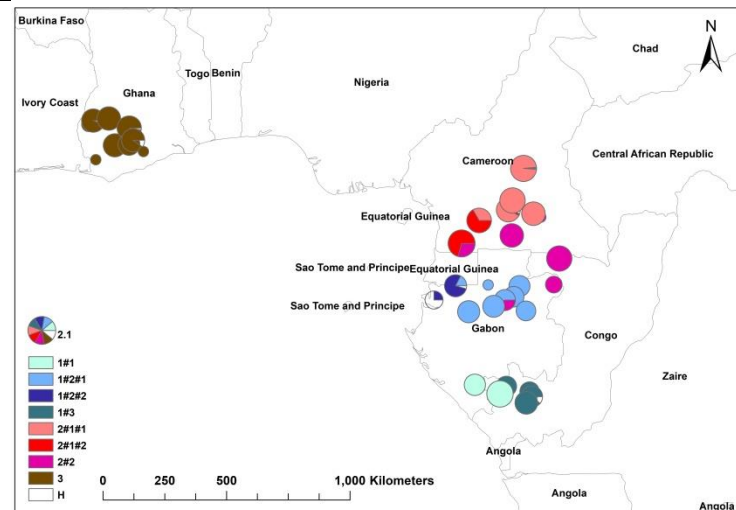 Burkina Faso
N
Chad
Togo Benin
Nigeria
Ivory Coast
Ghana
Cameroon
Central African Republic
Equatorial Guinea
Sao Tome and Principe
Equatorial Guinea
Sao Tome and Principe
Gabon
Congo
Zaire
2.1
1#1
1#2#1
1#2#2
1#3
2#1#1
2#1#2
2#2
3
H
Angola
0 250 500 1,000 Kilometers
Angola
Angola